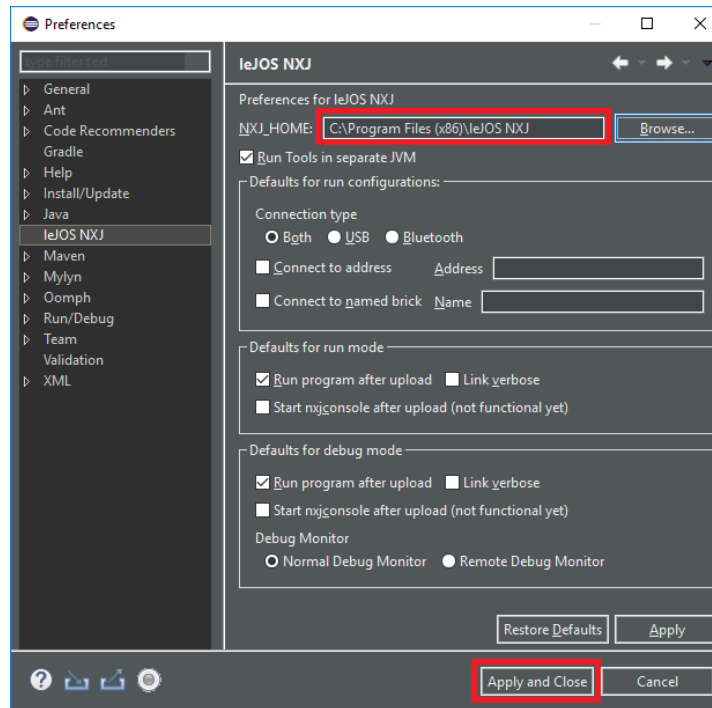 Preferences
type filter text
General
Ant
Code Recommenders
Gradle
Help
Install/Update
Java
leJOS NXJ
Maven
Mylyn
Oomph
Run/Debug
Team
Validation
XML
leJOS NXJ
Preferences for leJOS NXJ
NXJ_HOME: C:\Program Files (x86)\leJOS NXJ Browse...
Run Tools in separate JVM
Defaults for run configurations:
Connection type
Both USB Bluetooth
Connect to address Address
Connect to named brick Name
Defaults for run mode
Run program after upload Link verbose
Start nxjconsole after upload (not functional yet)
Defaults for debug mode
Run program after upload Link verbose
Start nxjconsole after upload (not functional yet)
Debug Monitor
Normal Debug Monitor Remote Debug Monitor
Restore Defaults Apply
Apply and Close Cancel